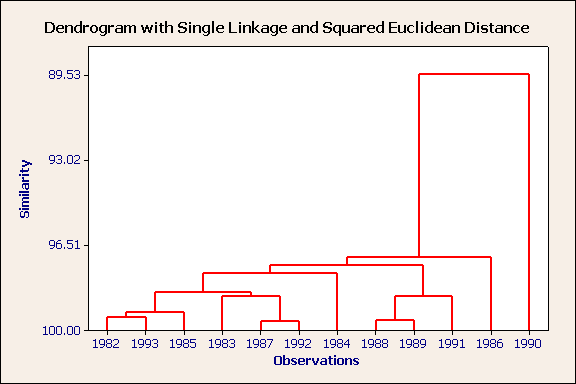 Dendrogram with Single Linkage and Squared Euclidean Distance
89.53
93.02
96.51
100.00
Similarity
1982 1993 1985 1983 1987 1992 1984 1988 1989 1991 1986 1990
Observations